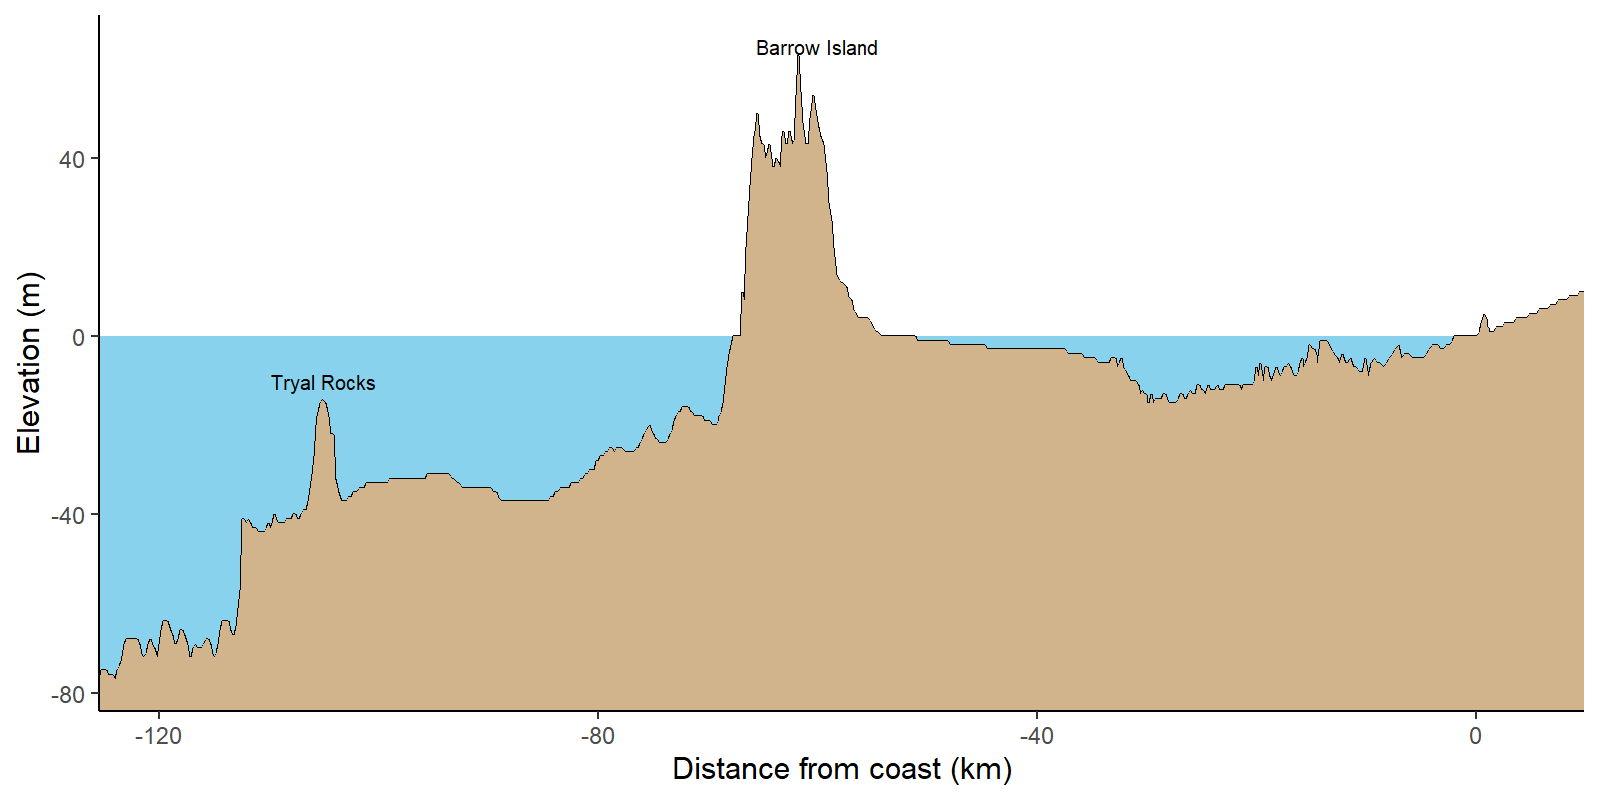 Barrow Island
40
0
Tryal Rocks
-40
-80
-120
-80
-40
0
Distance from coast (km)
Elevation (m)